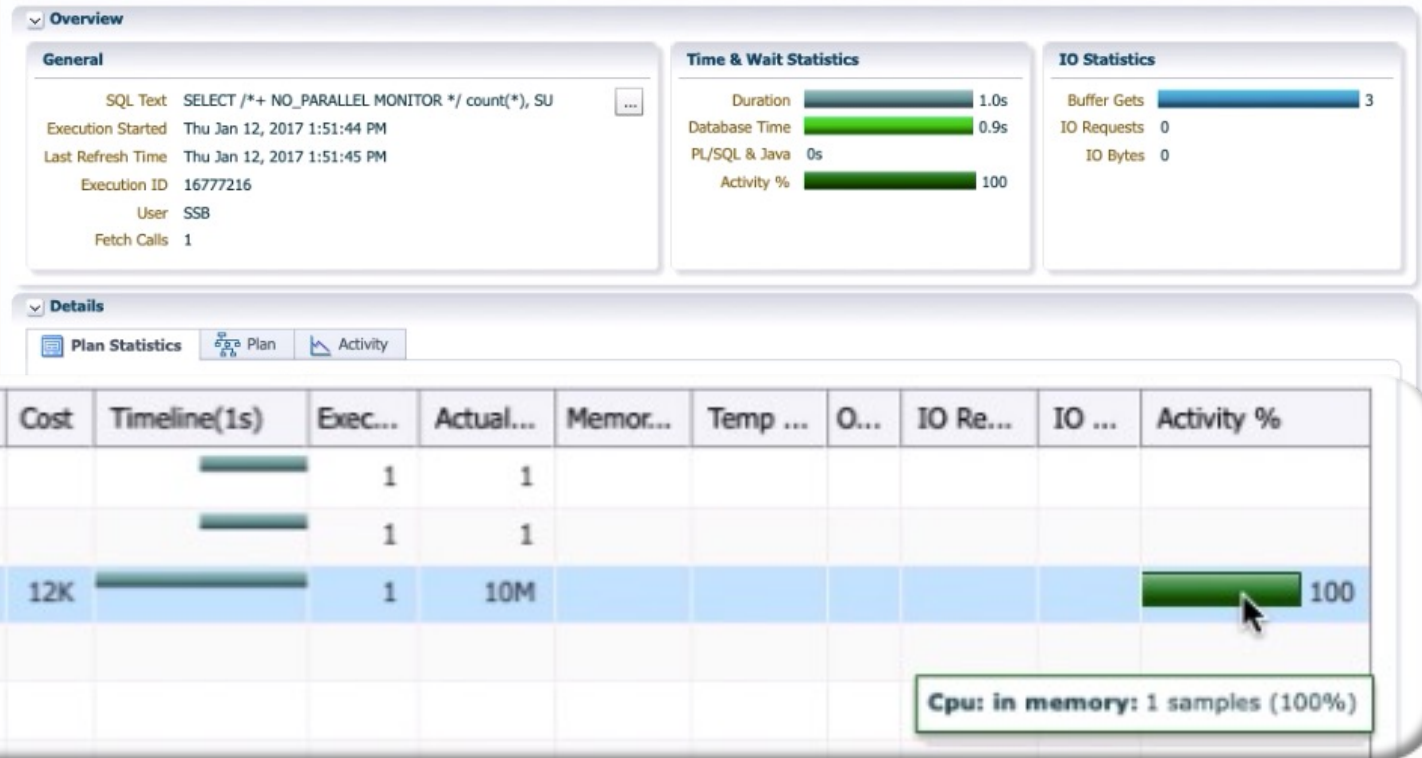 Overview
General
SQL Text SELECT /*+ NO_PARALLEL MONITOR */ count(*), SU ...
Execution Started Thu Jan 12, 2017 1:51:44 PM
Last Refresh Time Thu Jan 12, 2017 1:51:45 PM
Execution ID 16777216
User SSB
Fetch Calls 1
Time & Wait Statistics
Duration 1.0s
Database Time 0.9s
PL/SQL & Java 0s
Activity % 100
IO Statistics
Buffer Gets 3
IO Requests 0
IO Bytes 0
Details
Plan Statistics Plan Activity
Cost Timeline(1s) Exec... Actual... Memor... Temp ... O... IO Re... IO ... Activity %
1 1
1 1
12K 1 10M 100
Cpu: in memory: 1 samples (100%)